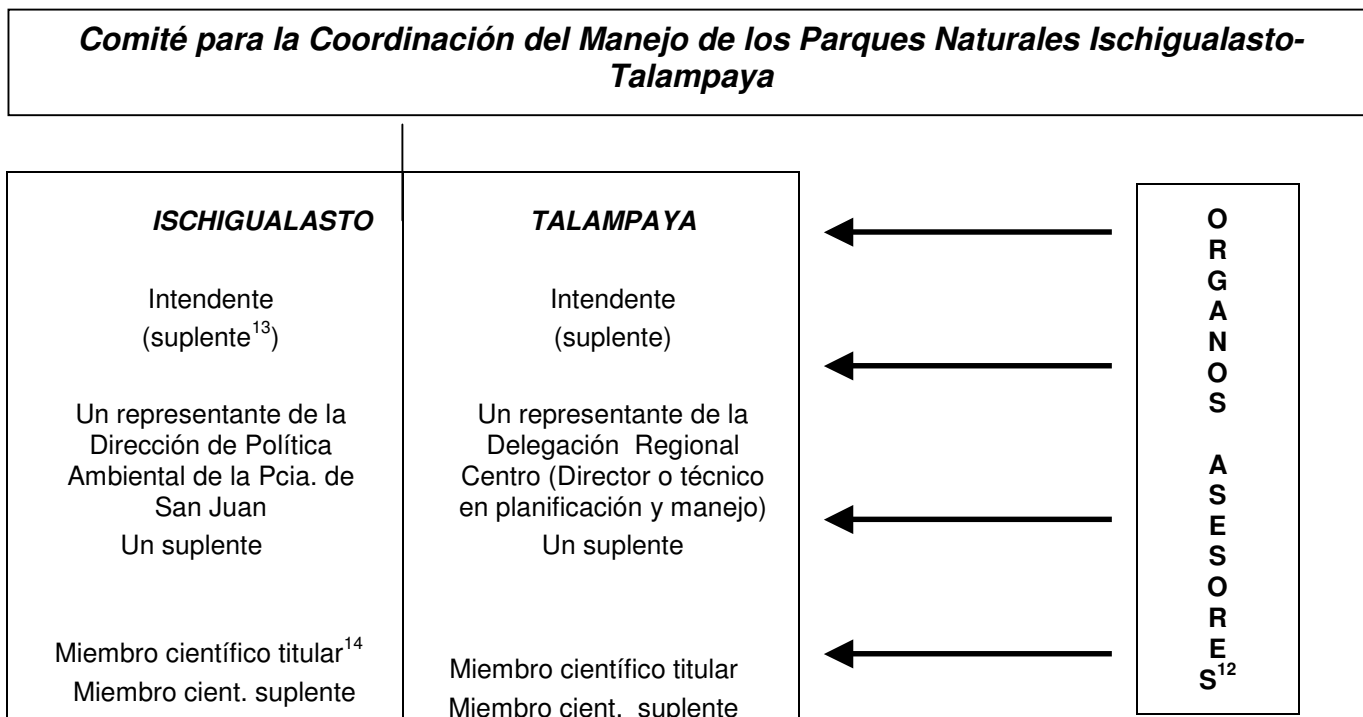 Comité para la Coordinación del Manejo de los Parques Naturales Ischigualasto-
Talampaya
ISCHIGUALASTO
Intendente
(suplente13)
Un representante de la
Dirección de Política
Ambiental de la Pcia. de
San Juan
Un suplente
Miembro científico titular14
Miembro cient. suplente
TALAMPAYA
Intendente
(suplente)
Un representante de la
Delegación Regional
Centro (Director o técnico
en planificación y manejo)
Un suplente
Miembro científico titular
Miembro cient. suplente
O
R
G
A
N
O
S
A
S
E
S
O
R
E
S12